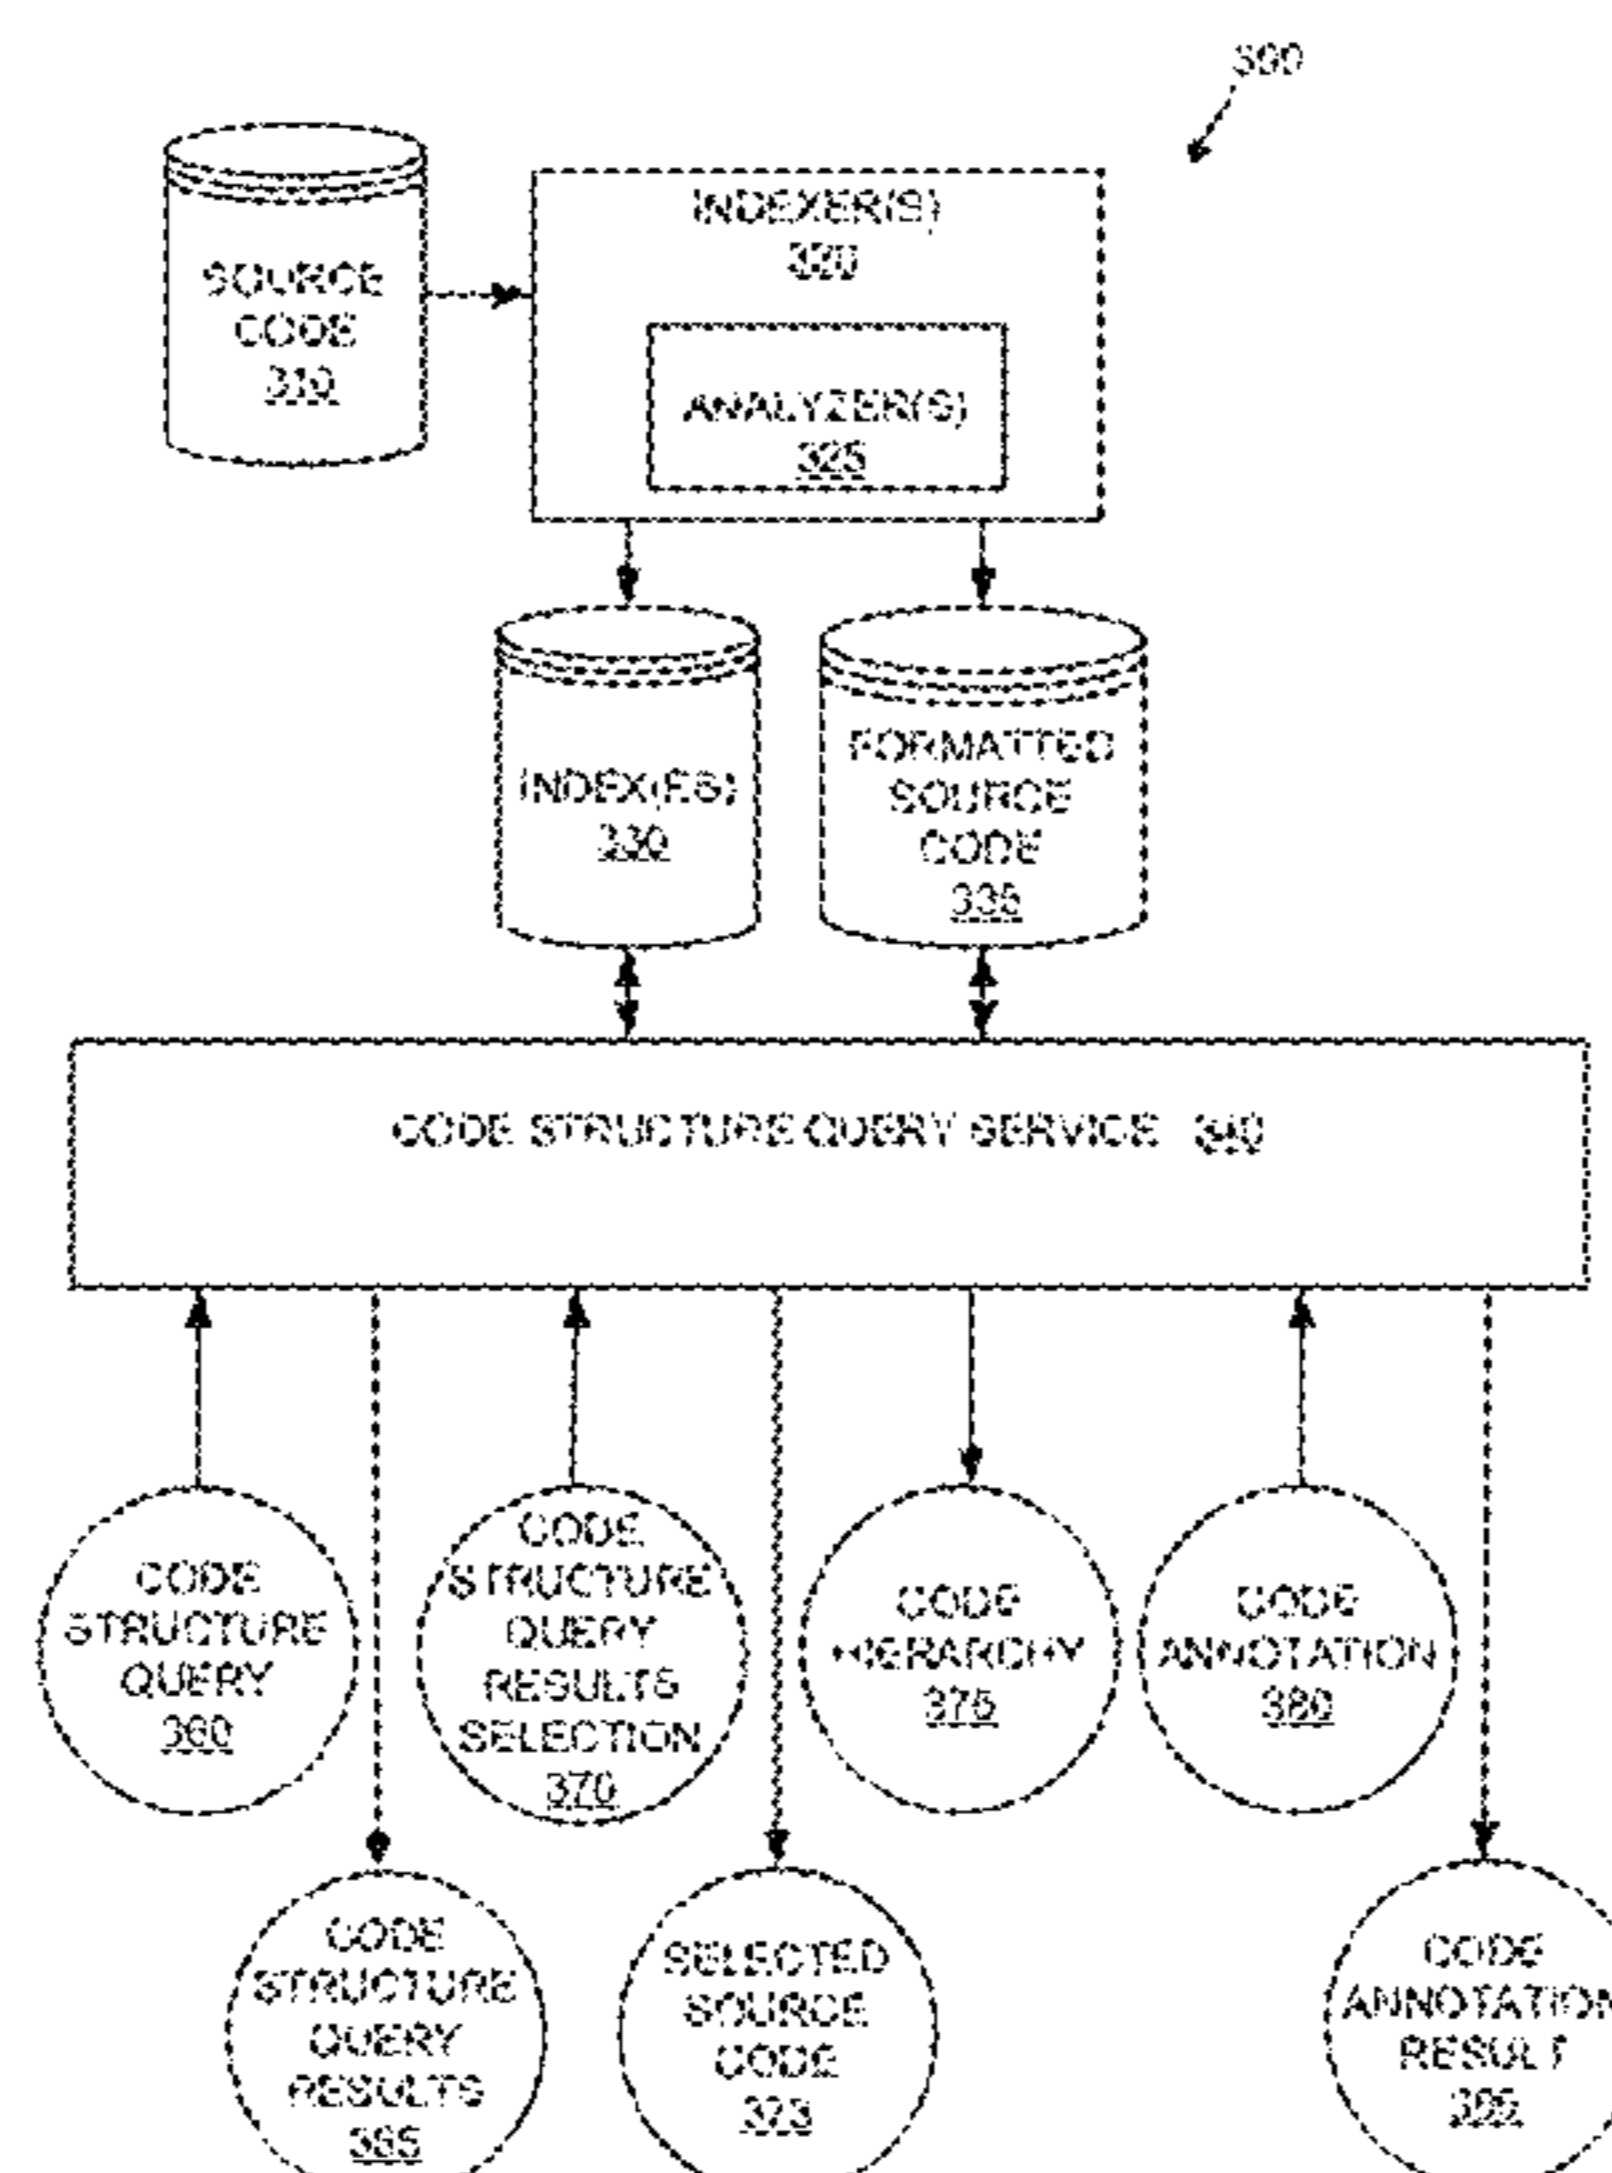 300
SOURCE
CODE
310
INDEXER(S)
320
ANALYZER(S)
325
INDEX(ES)
330
FORMATTED
SOURCE
CODE
335
CODE STRUCTURE QUERY SERVICE 340
CODE
STRUCTURE
QUERY
360
CODE
STRUCTURE
QUERY
RESULTS
SELECTION
370
CODE
HIERARCHY
375
CODE
ANNOTATION
380
CODE
STRUCTURE
QUERY
RESULTS
365
SELECTED
SOURCE
CODE
373
CODE
ANNOTATION
RESULT
385